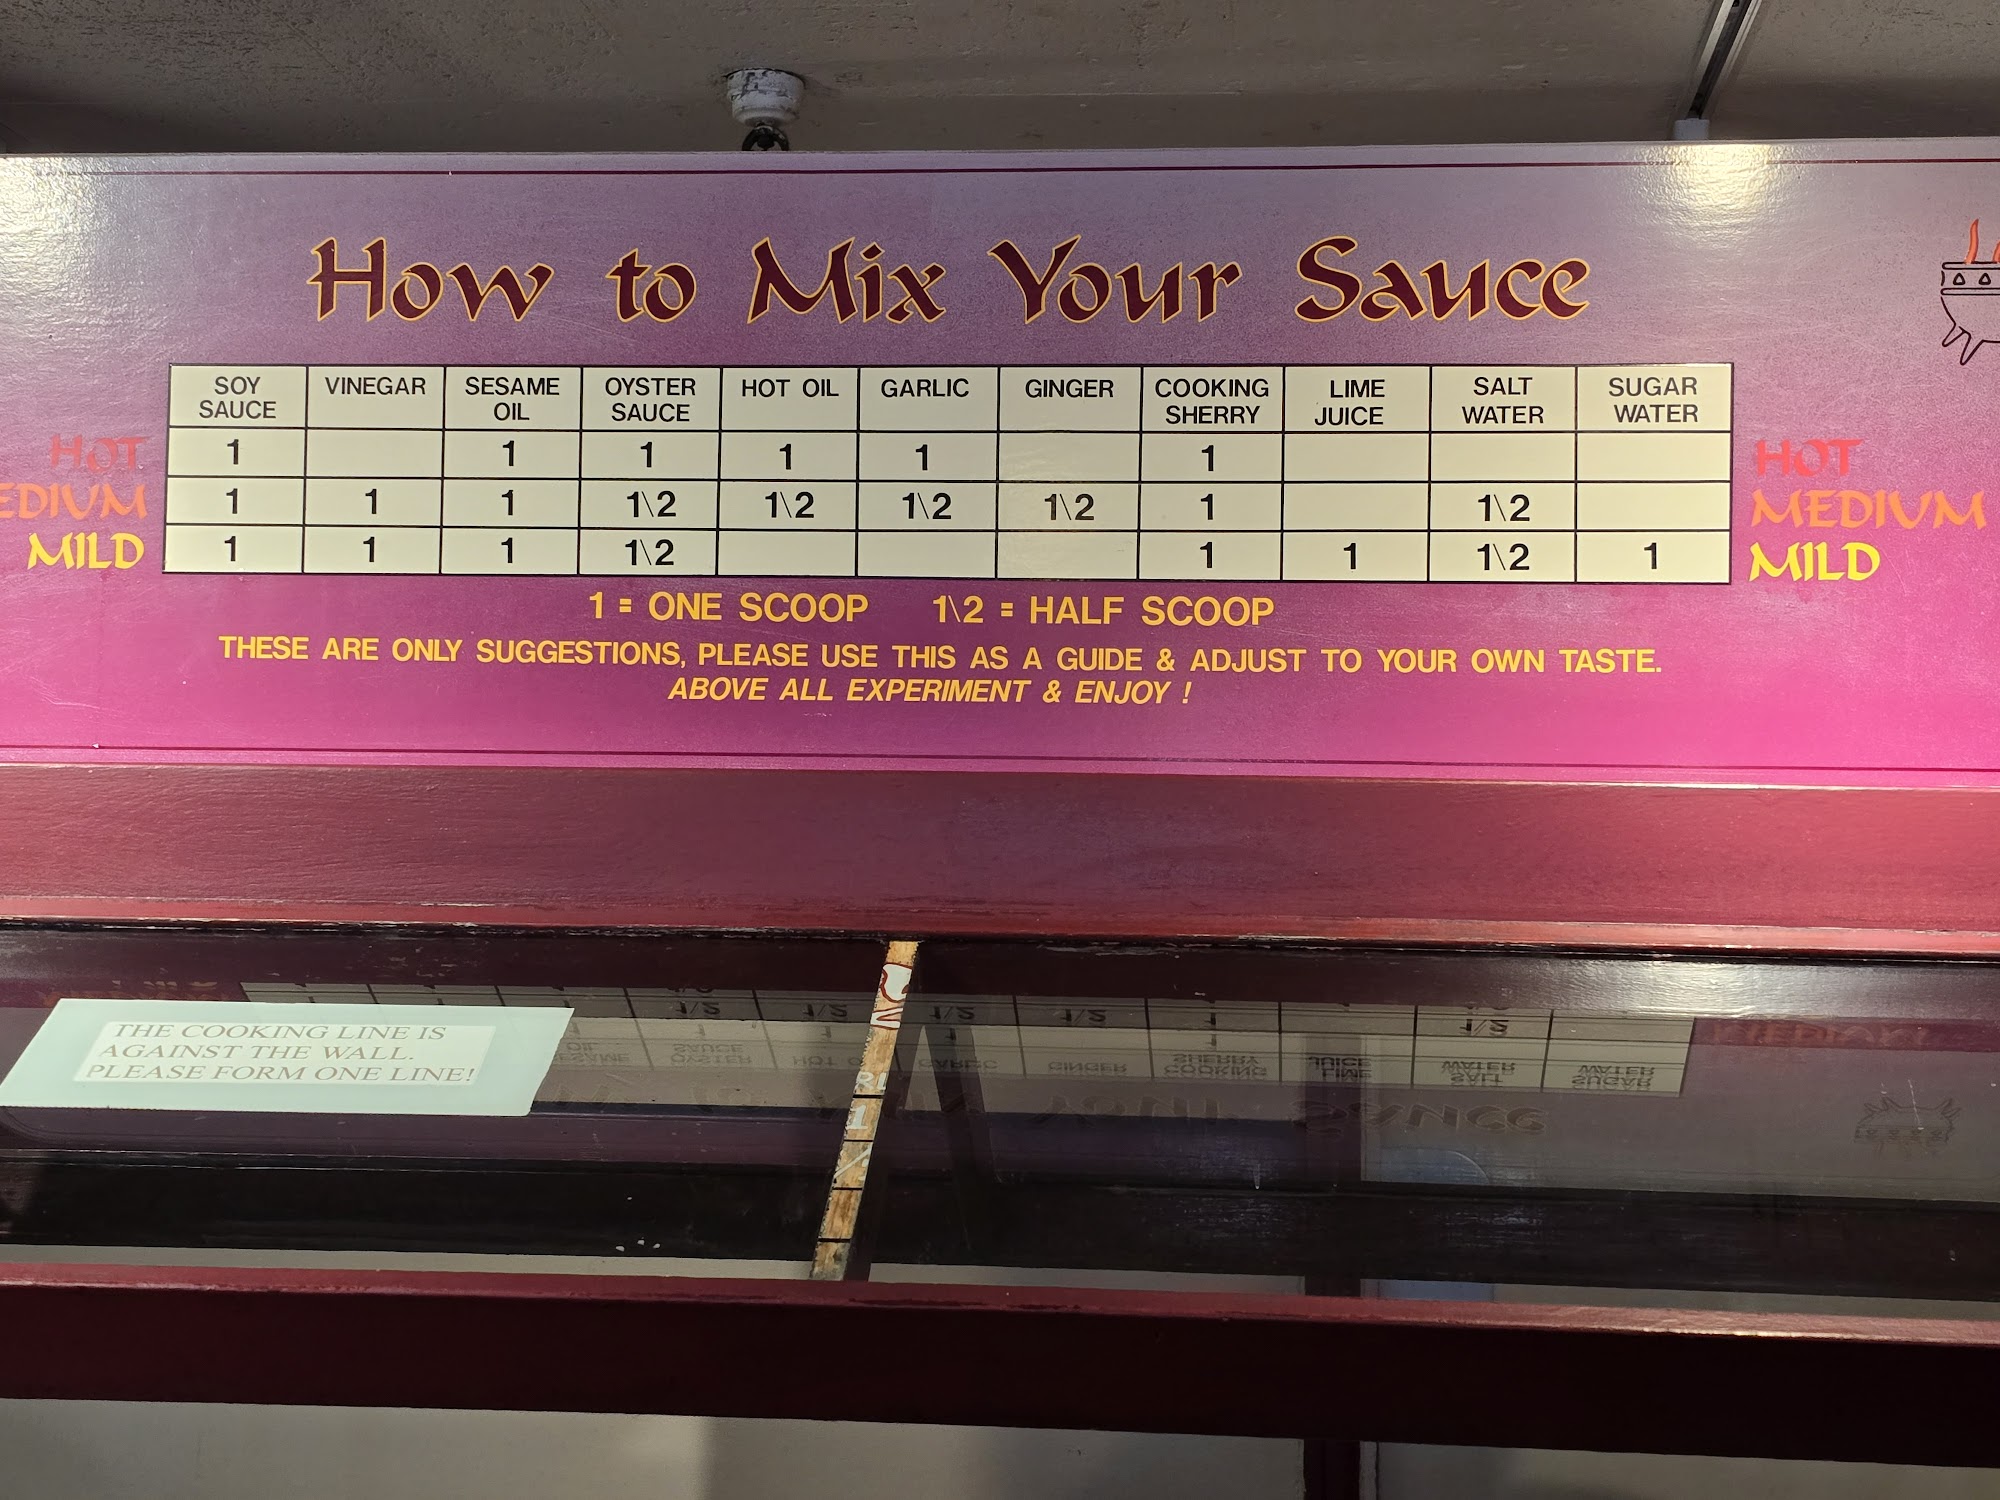 How to Mix Your Sauce
SOY SAUCE VINEGAR SESAME OIL OYSTER SAUCE HOT OIL GARLIC GINGER COOKING SHERRY LIME JUICE SALT WATER SUGAR WATER
HOT 1 1 1 1 1 1 HOT
EDIUM 1 1 1 1\2 1\2 1\2 1\2 1 1\2 MEDIUM
MILD 1 1 1 1\2 1 1 1\2 1 MILD
1 = ONE SCOOP 1\2 = HALF SCOOP
THESE ARE ONLY SUGGESTIONS, PLEASE USE THIS AS A GUIDE & ADJUST TO YOUR OWN TASTE.
ABOVE ALL EXPERIMENT & ENJOY !
THE COOKING LINE IS
AGAINST THE WALL.
PLEASE FORM ONE LINE!